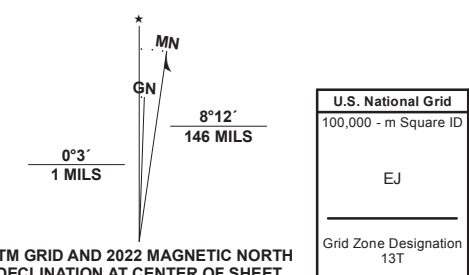 ★
MN
GN
8°12´
146 MILS
0°3´
1 MILS
TM GRID AND 2022 MAGNETIC NORTH
DECLINATION AT CENTER OF SHEET
U.S. National Grid
100,000 - m Square ID
EJ
Grid Zone Designation
13T